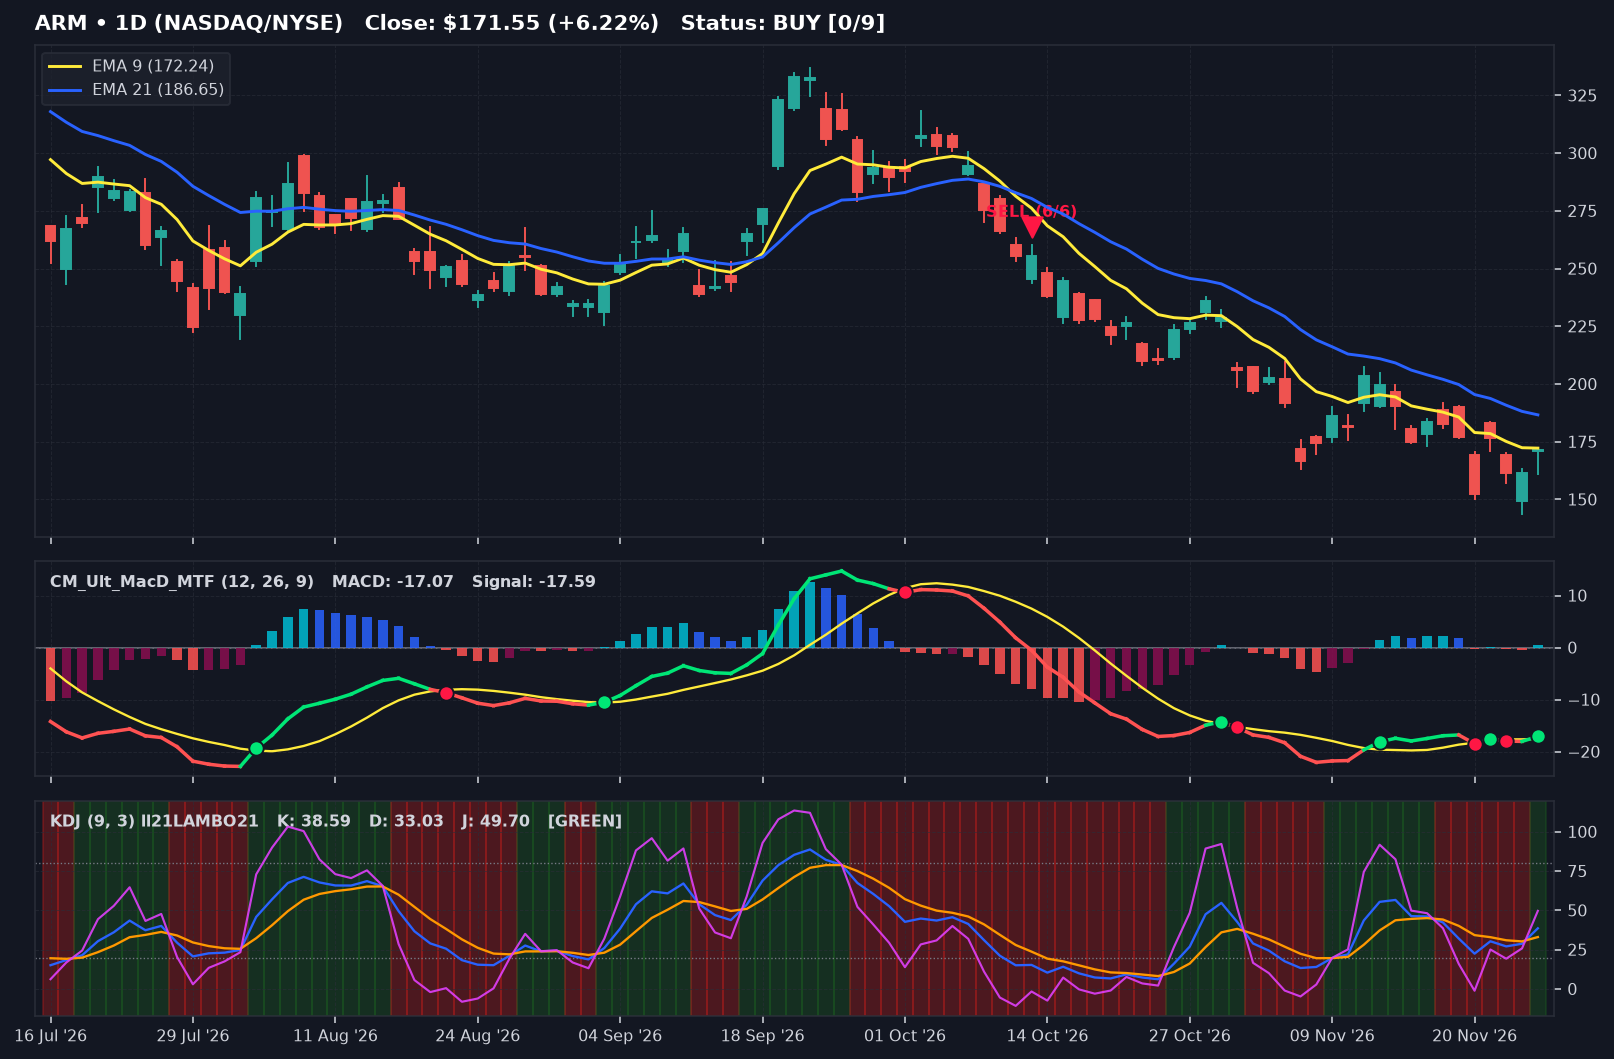 ARM • 1D (NASDAQ/NYSE)   Close: $171.55 (+6.22%)   Status: BUY [0/9]
EMA 9 (172.24)
EMA 21 (186.65)
325
300
275
250
225
200
175
150
SELL (6/6)
CM_Ult_MacD_MTF (12, 26, 9)   MACD: -17.07   Signal: -17.59
10
0
−10
−20
KDJ (9, 3) II21LAMBO21   K: 38.59   D: 33.03   J: 49.70   [GREEN]
100
75
50
25
0
16 Jul '26
29 Jul '26
11 Aug '26
24 Aug '26
04 Sep '26
18 Sep '26
01 Oct '26
14 Oct '26
27 Oct '26
09 Nov '26
20 Nov '26